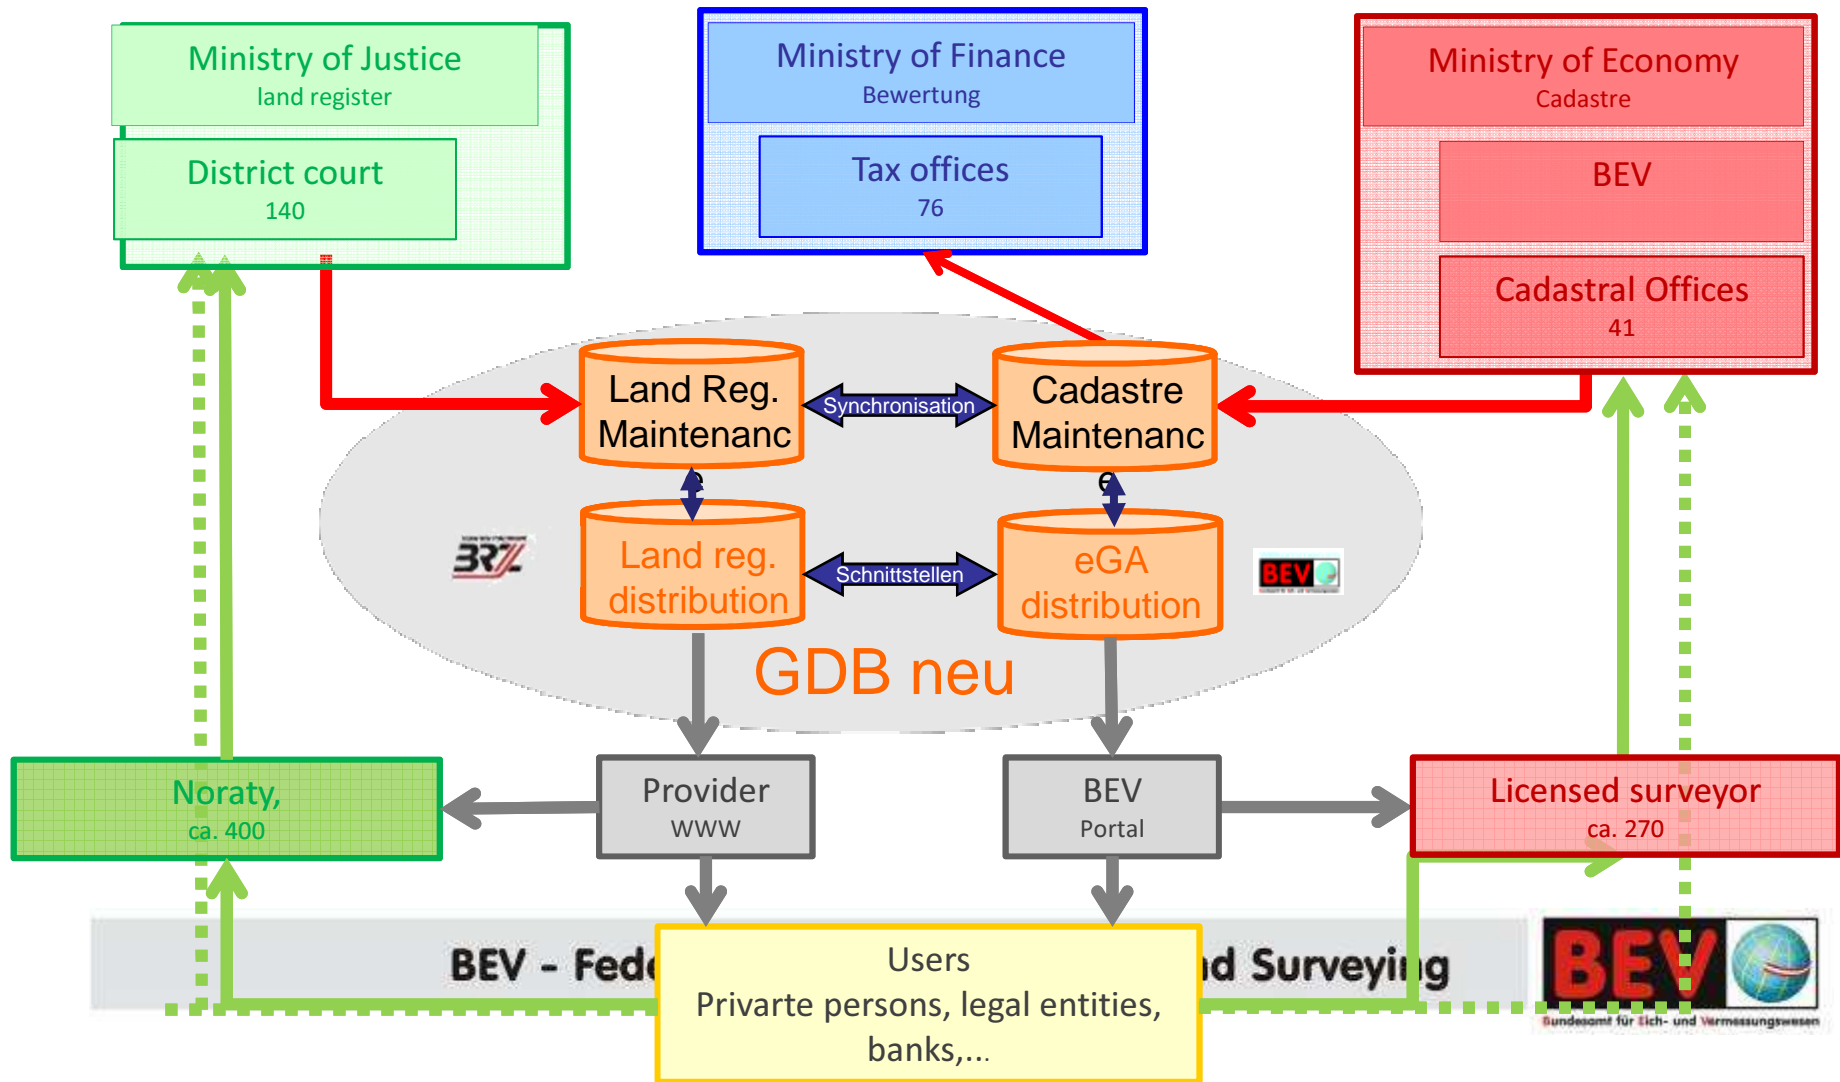 Ministry of Justice
land register
District court
140
Ministry of Finance
Bewertung
Tax offices
76
Ministry of Economy
Cadastre
BEV
Cadastral Offices
41
Land Reg.
Maintenanc
e
Synchronisation
Cadastre
Maintenanc
e
BRZ
Land reg.
distribution
Schnittstellen
eGA
distribution
BEV
GDB neu
Noraty,
ca. 400
Provider
WWW
BEV
Portal
Licensed surveyor
ca. 270
BEV - Fede
nd Surveying
Users
Privarte persons, legal entities,
banks,...
BEV
Bundesamt für Eich- und Vermessungswesen